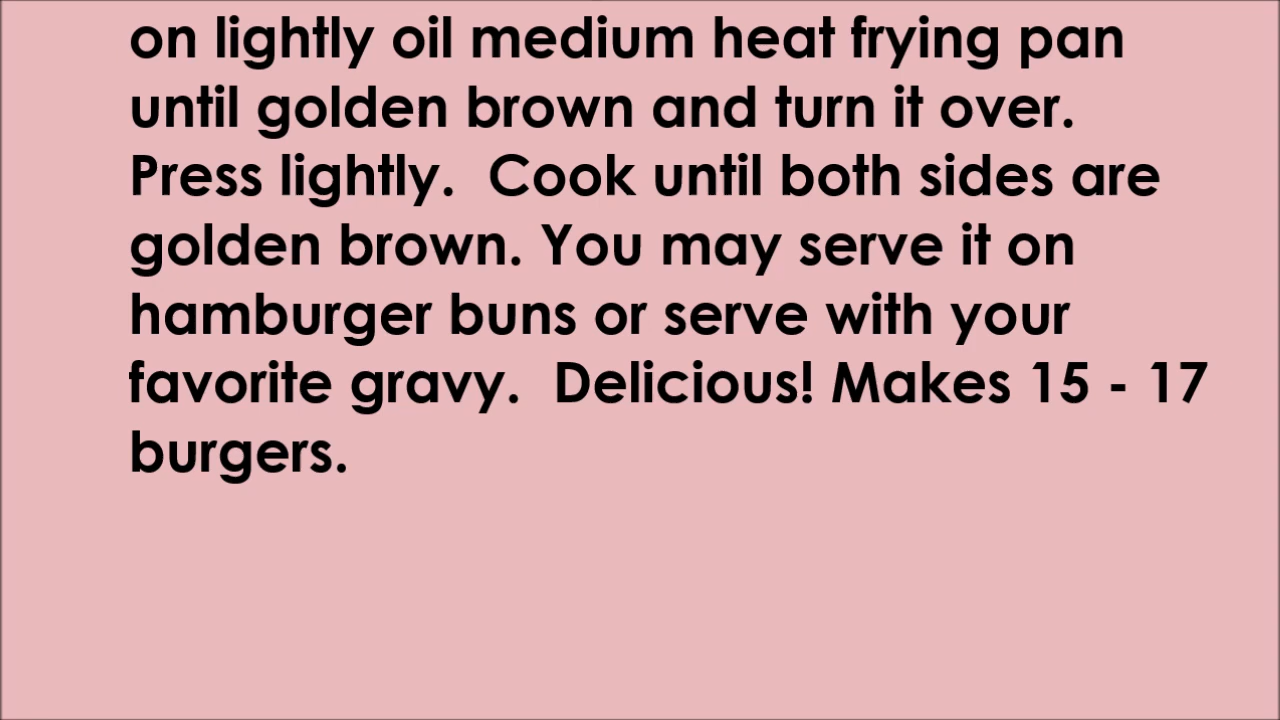 on lightly oil medium heat frying pan
until golden brown and turn it over.
Press lightly.  Cook until both sides are
golden brown. You may serve it on
hamburger buns or serve with your
favorite gravy.  Delicious! Makes 15 - 17
burgers.